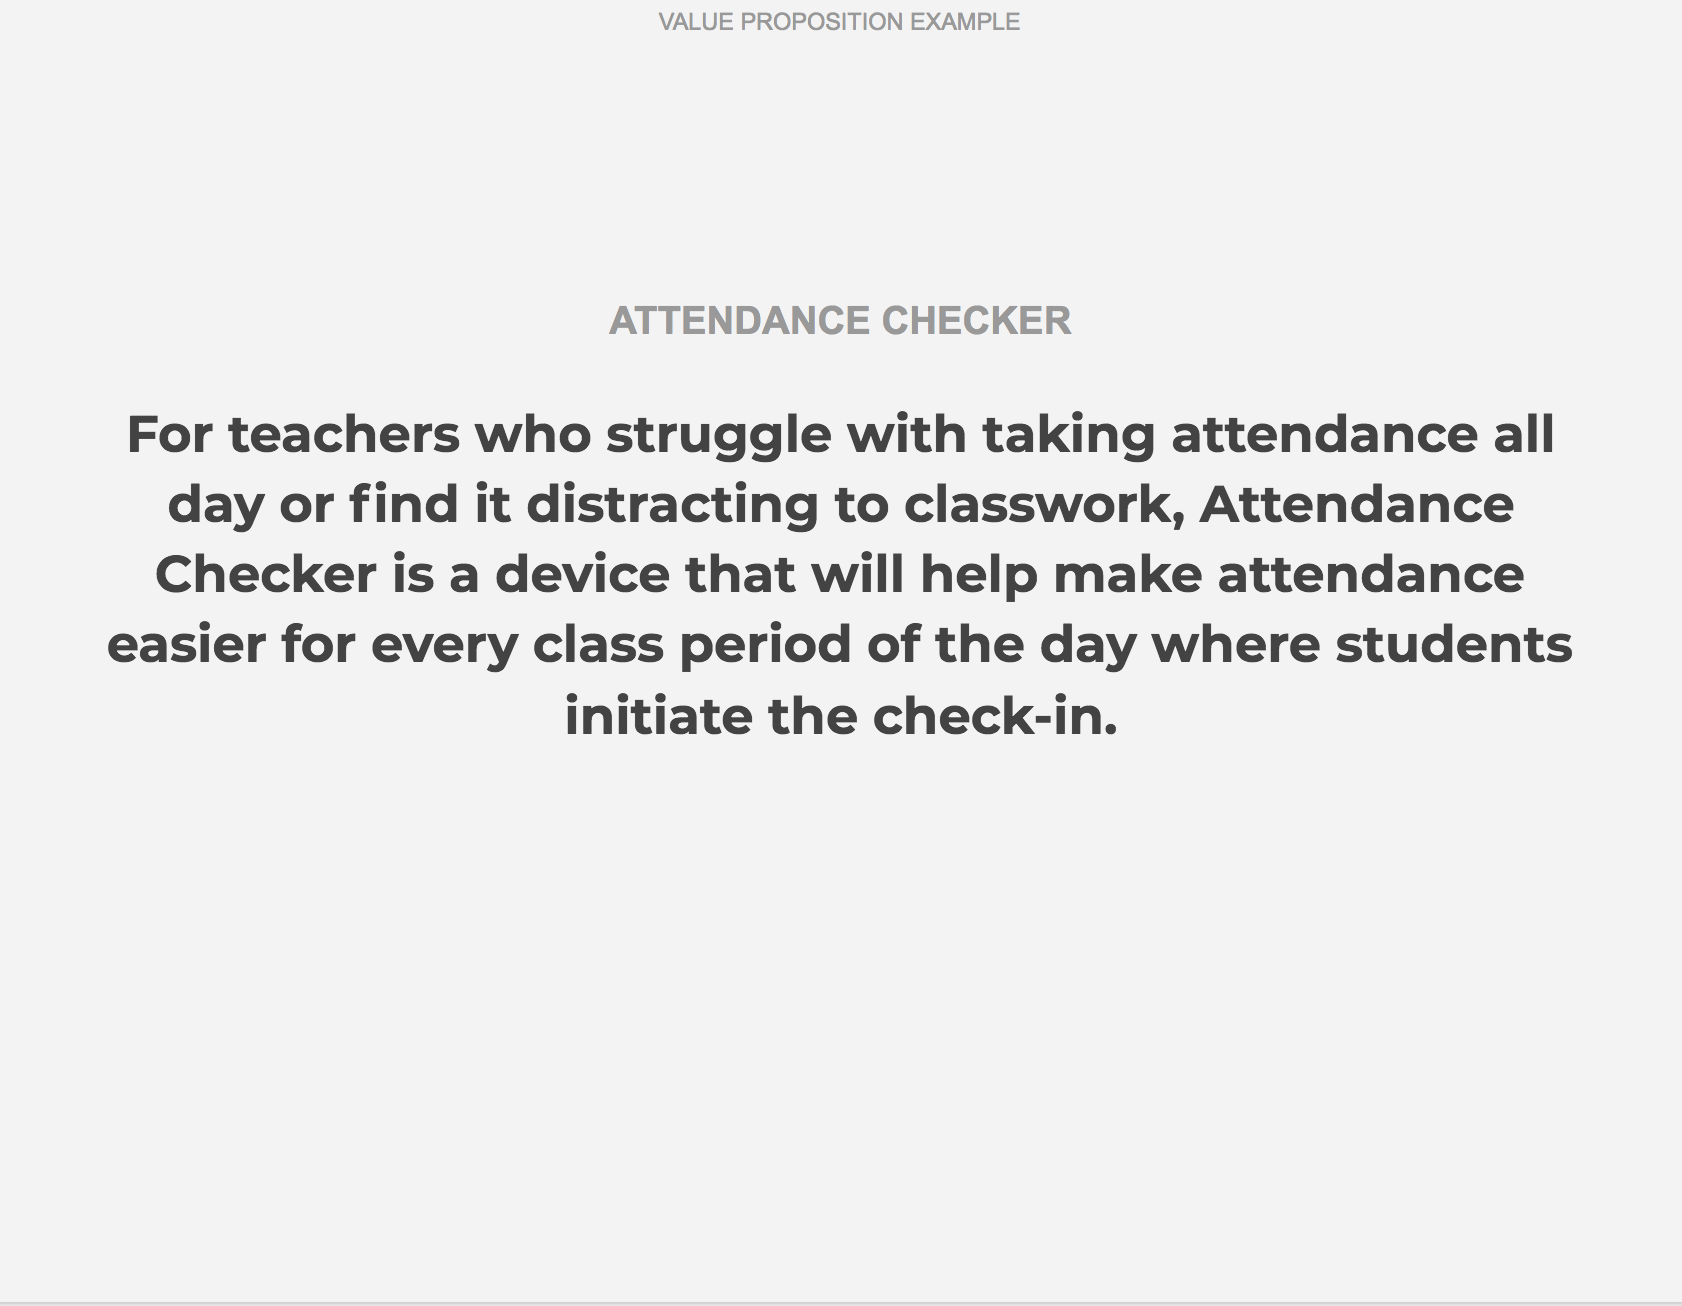 VALUE PROPOSITION EXAMPLE
ATTENDANCE CHECKER
For teachers who struggle with taking attendance all
day or find it distracting to classwork, Attendance
Checker is a device that will help make attendance
easier for every class period of the day where students
initiate the check-in.